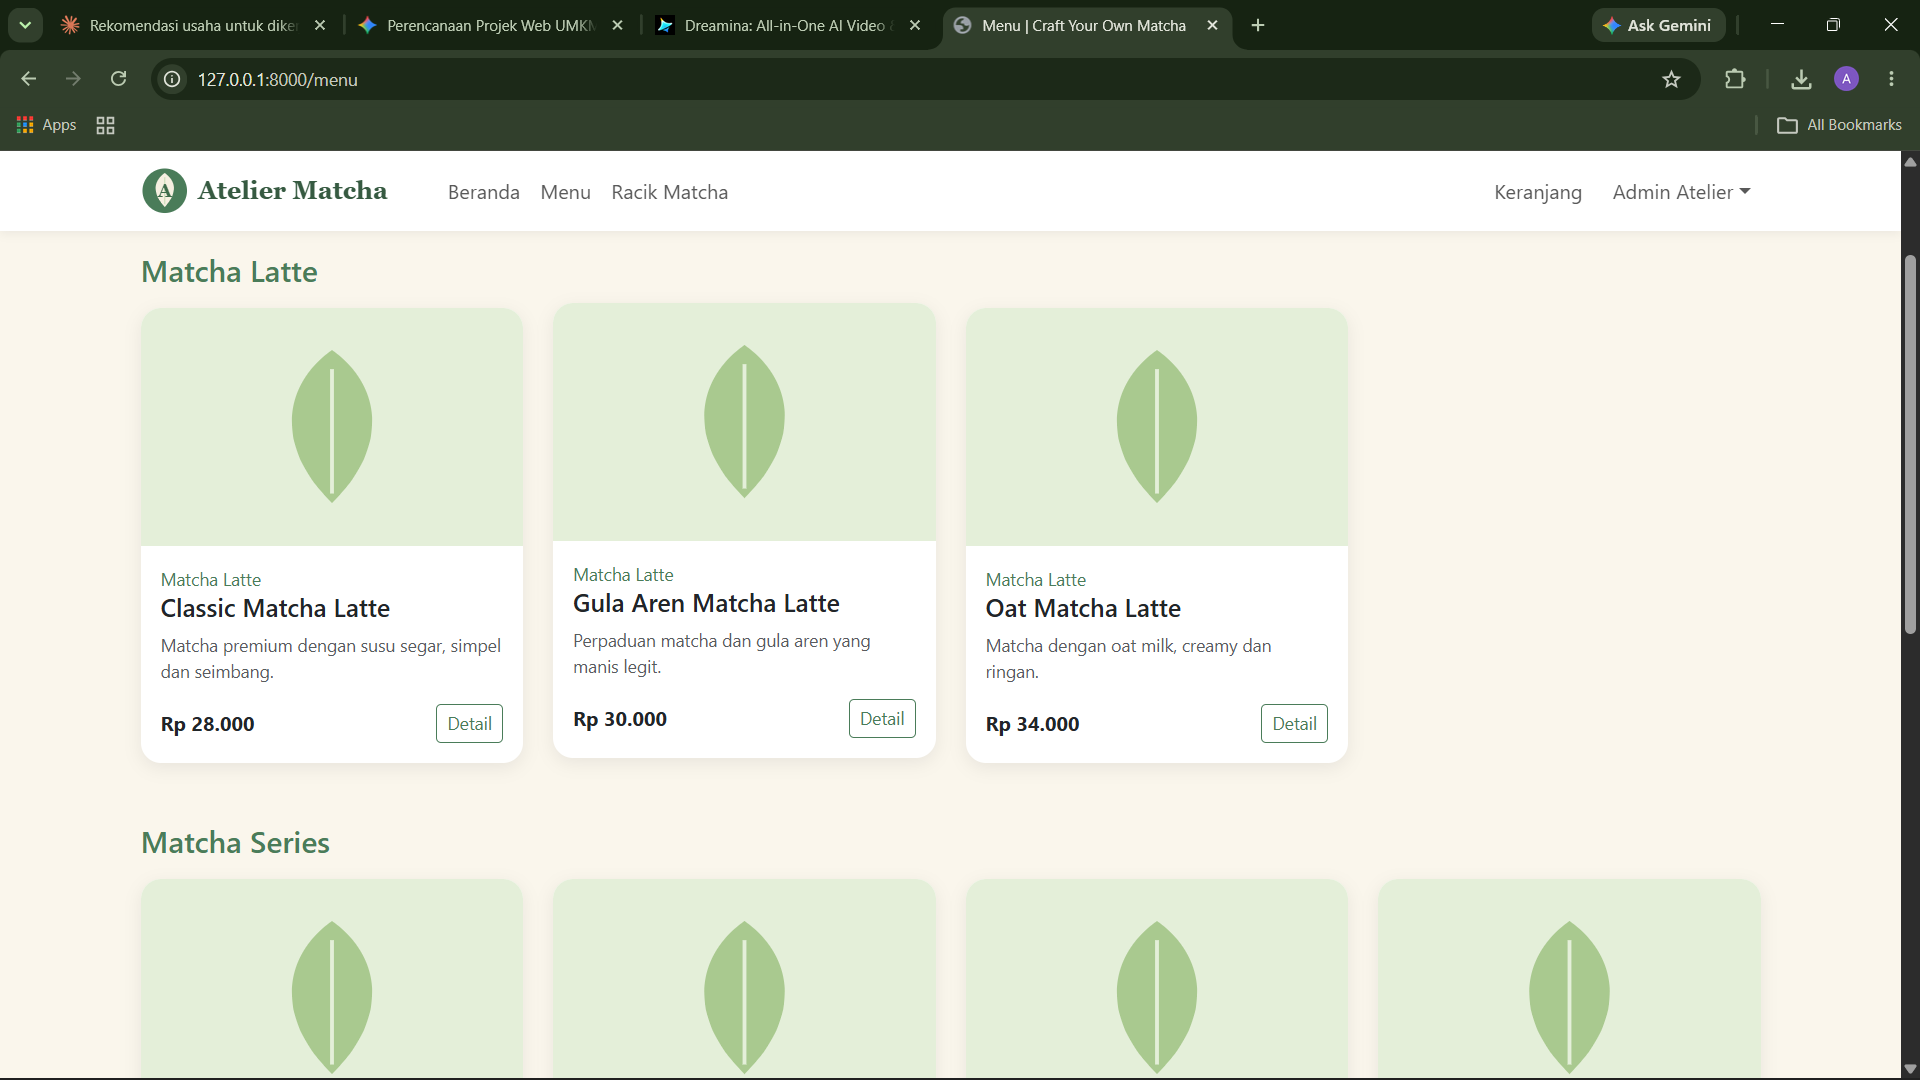 Rekomendasi usaha untuk diker
Perencanaan Projek Web UMKM
Dreamina: All-in-One AI Video &
Menu | Craft Your Own Matcha
Ask Gemini
127.0.0.1:8000/menu
A
Apps
All Bookmarks
A
Atelier Matcha
Beranda
Menu
Racik Matcha
Keranjang
Admin Atelier
Matcha Latte
Matcha Latte
Classic Matcha Latte
Matcha premium dengan susu segar, simpel
dan seimbang.
Rp 28.000
Detail
Matcha Latte
Gula Aren Matcha Latte
Perpaduan matcha dan gula aren yang
manis legit.
Rp 30.000
Detail
Matcha Latte
Oat Matcha Latte
Matcha dengan oat milk, creamy dan
ringan.
Rp 34.000
Detail
Matcha Series